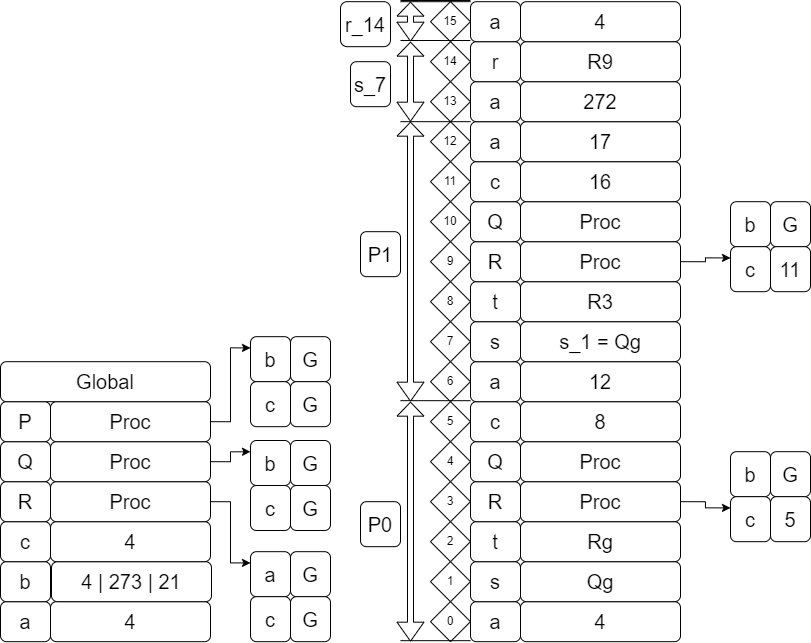 r_14
15 a 4
14 r R9
s_7
13 a 272
12 a 17
11 c 16
10 Q Proc
P1
9 R Proc
b G
c 11
8 t R3
7 s s_1 = Qg
6 a 12
5 c 8
4 Q Proc
3 R Proc
b G
c 5
P0
2 t Rg
1 s Qg
0 a 4
Global
P Proc
b G
c G
Q Proc
b G
c G
R Proc
a G
c G
c 4
b 4 | 273 | 21
a 4